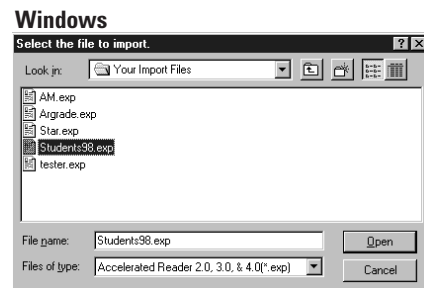 Windows
Select the file to import.
Look in: Your Import Files
AM.exp
Argrade.exp
Star.exp
Students98.exp
tester.exp
File name: Students98.exp Open
Files of type: Accelerated Reader 2.0, 3.0, & 4.0(*.exp) Cancel